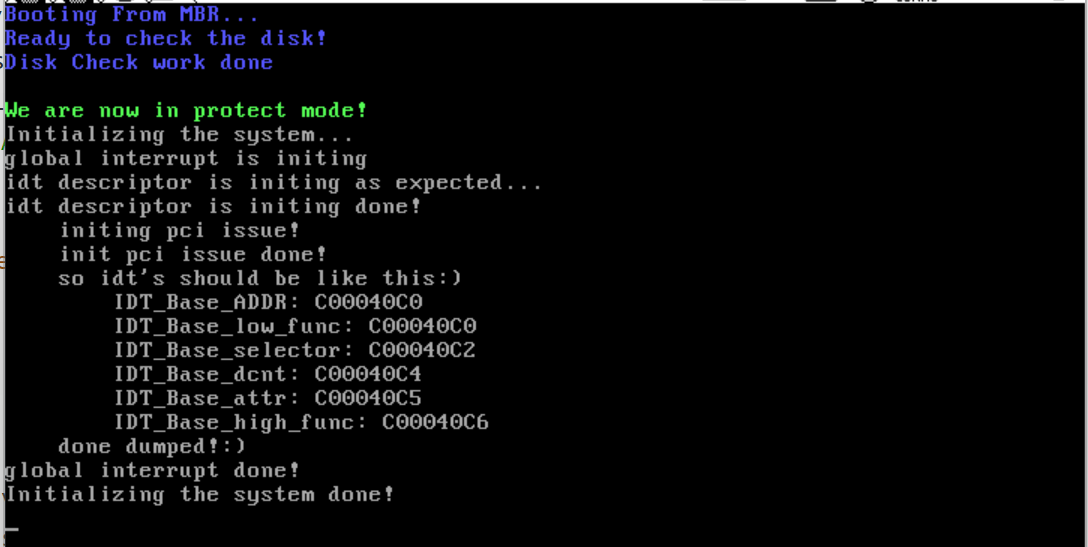 Booting From MBR...
Ready to check the disk!
Disk Check work done
We are now in protect mode!
Initializing the system...
global interrupt is initing
idt descriptor is initing as expected...
idt descriptor is initing done!
initing pci issue!
init pci issue done!
so idt's should be like this:)
IDT_Base_ADDR: C00040C0
IDT_Base_low_func: C00040C0
IDT_Base_selector: C00040C2
IDT_Base_dcnt: C00040C4
IDT_Base_attr: C00040C5
IDT_Base_high_func: C00040C6
done dumped!:)
global interrupt done!
Initializing the system done!